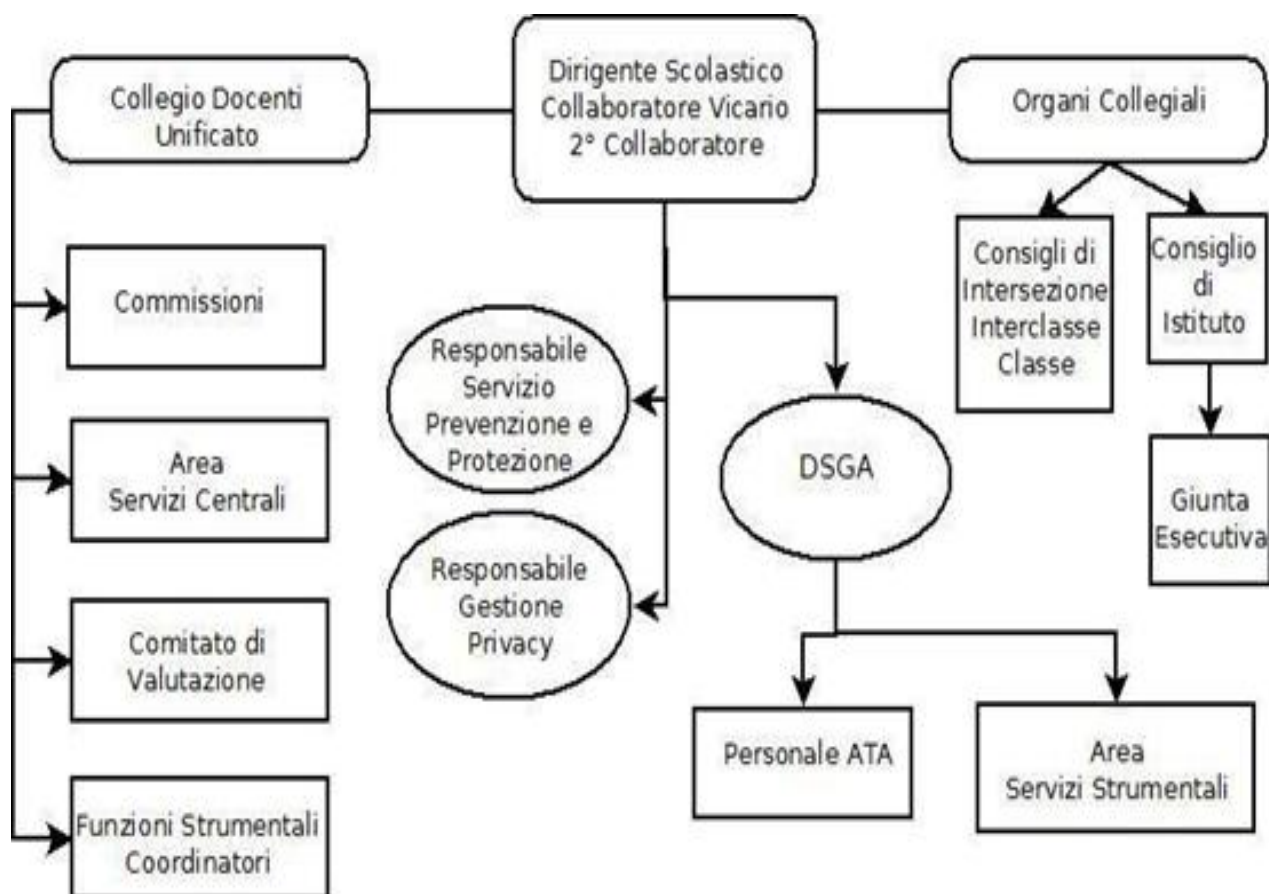 Collegio Docenti
Unificato
Dirigente Scolastico
Collaboratore Vicario
2° Collaboratore
Organi Collegiali
Commissioni
Area
Servizi Centrali
Comitato di
Valutazione
Funzioni Strumentali
Coordinatori
Responsabile
Servizio
Prevenzione e
Protezione
Responsabile
Gestione
Privacy
DSGA
Personale ATA
Area
Servizi Strumentali
Consigli di
Intersezione
Interclasse
Classe
Consiglio
di
Istituto
Giunta
Esecutiva